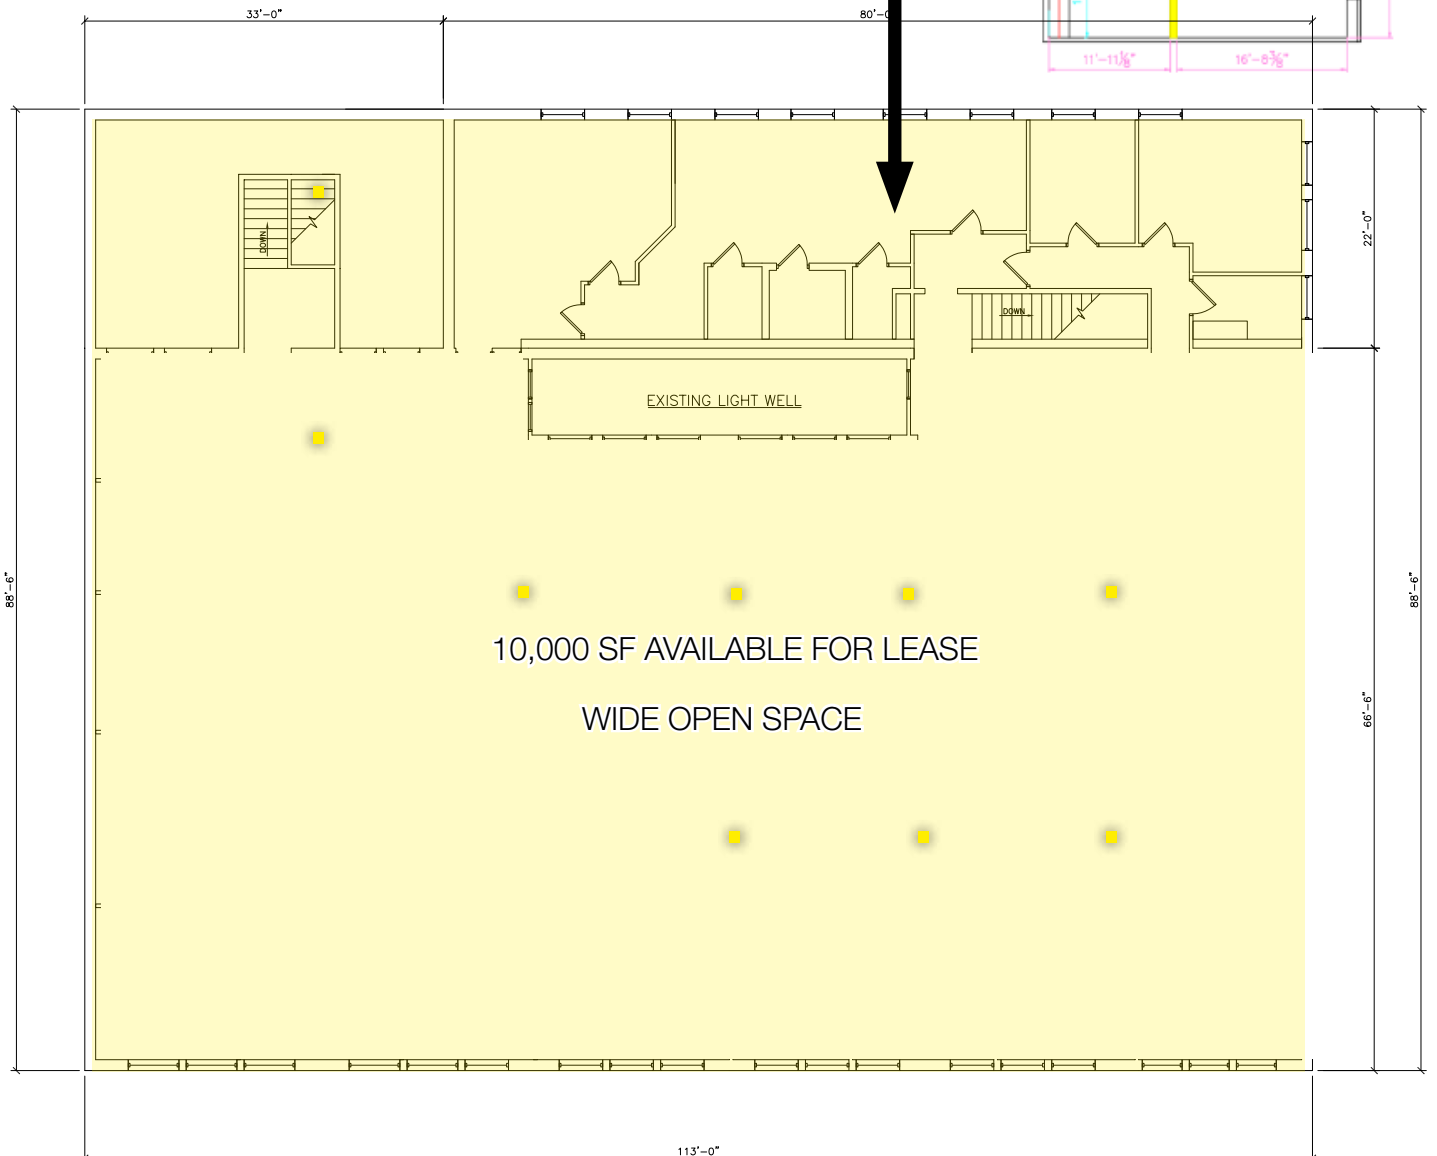 33'-0"
80'-0"
11'-11⅛"
16'-8⅜"
22'-0"
DOWN
DOWN
EXISTING LIGHT WELL
88'-6"
88'-6"
10,000 SF AVAILABLE FOR LEASE
66'-6"
WIDE OPEN SPACE
113'-0"